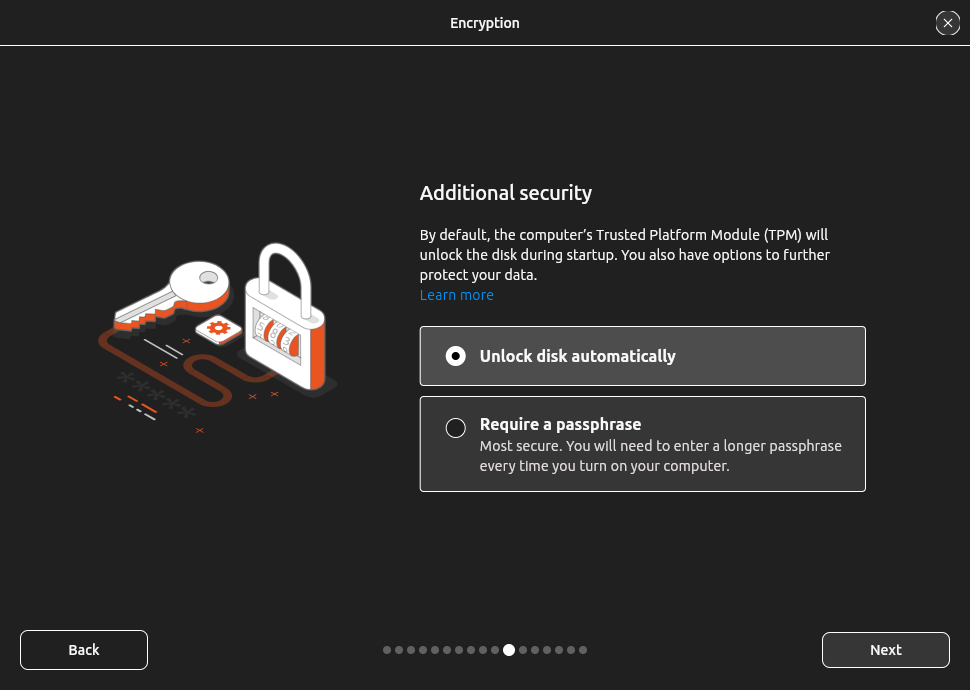 Encryption
Additional security
By default, the computer’s Trusted Platform Module (TPM) will
unlock the disk during startup. You also have options to further
protect your data.
Learn more
Unlock disk automatically
Require a passphrase
Most secure. You will need to enter a longer passphrase
every time you turn on your computer.
Back
Next